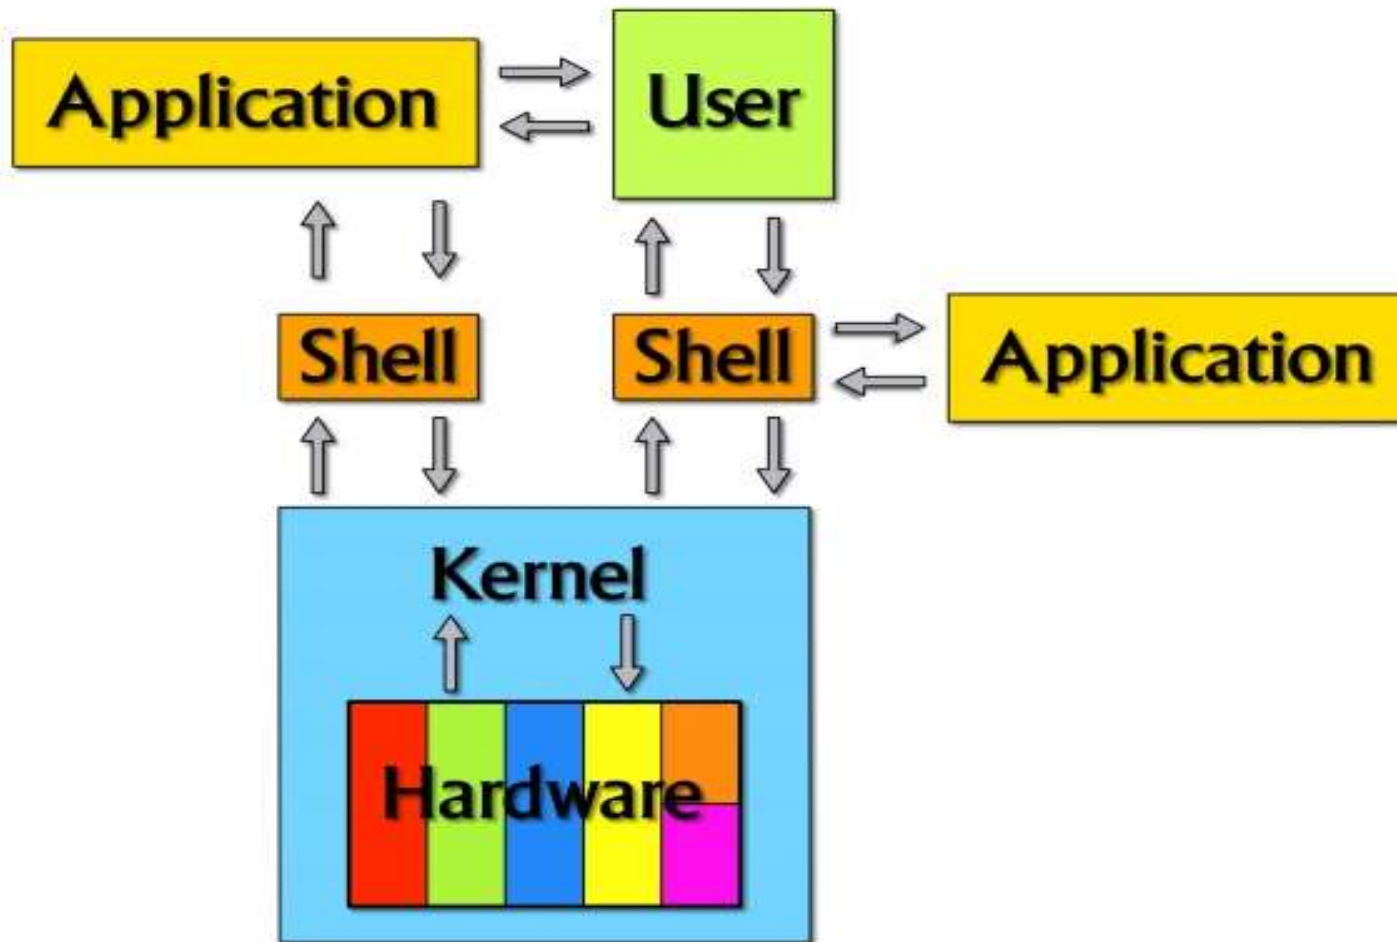 Application
User
Shell
Shell
Application
Kernel
Hardware